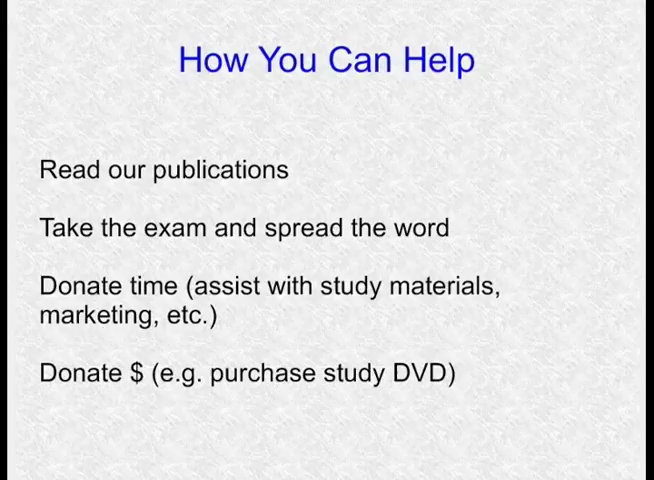 How You Can Help
Read our publications
Take the exam and spread the word
Donate time (assist with study materials,
marketing, etc.)
Donate $ (e.g. purchase study DVD)